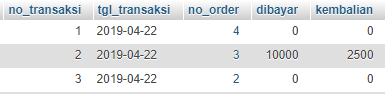 no_transaksi tgl_transaksi no_order dibayar kembalian
1 2019-04-22 4 0 0
2 2019-04-22 3 10000 2500
3 2019-04-22 2 0 0